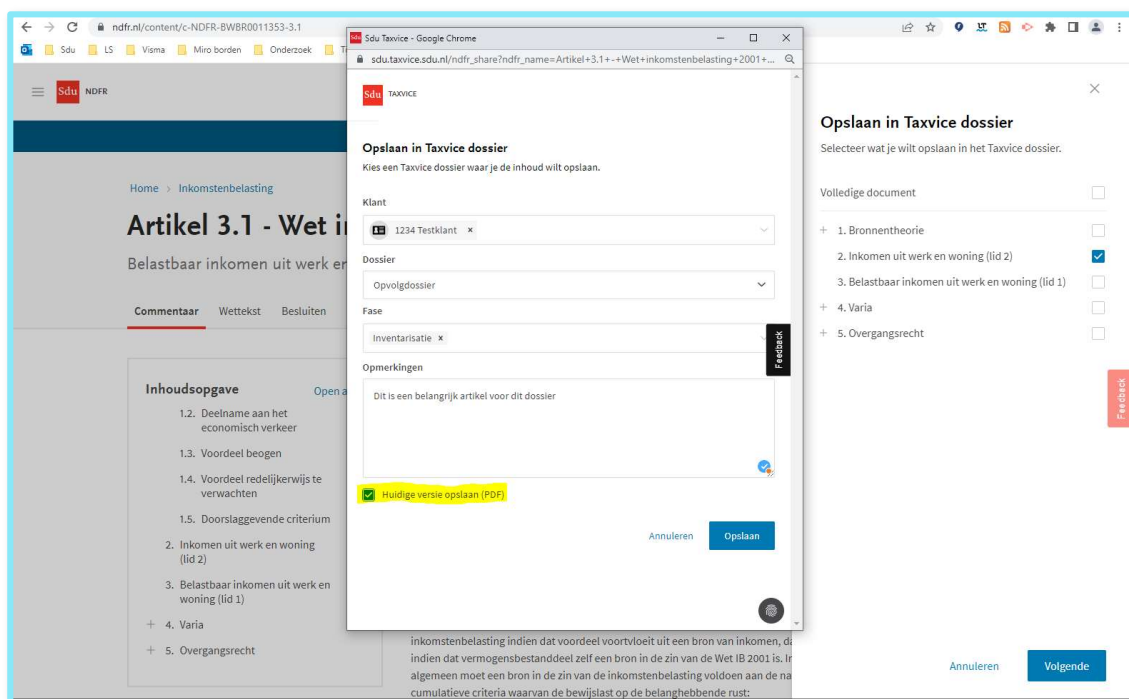 ndfr.nl/content/c-NDFR-BWBR0011353-3.1
Sdu
LS
Visma
Miro borden
Onderzoek
Sdu NDFR
Home > Inkomstenbelasting
Artikel 3.1 - Wet i
Belastbaar inkomen uit werk er
Commentaar Wettekst Besluiten
Inhoudsopgave
Open a
1.2. Deelname aan het
economisch verkeer
1.3. Voordeel beogen
1.4. Voordeel redelijkerwijs te
verwachten
1.5. Doorslaggevende criterium
2. Inkomen uit werk en woning
(lid 2)
3. Belastbaar inkomen uit werk en
woning (lid 1)
+ 4. Varia
+ 5. Overgangsrecht
Sdu Taxvice - Google Chrome
sdu.taxvice.sdu.nl/ndfr_share?ndfr_name=Artikel+3.1+-+Wet+inkomstenbelasting+2001+...
Sdu TAXVICE
Opslaan in Taxvice dossier
Kies een Taxvice dossier waar je de inhoud wilt opslaan.
Klant
1234 Testklant ×
Dossier
Opvolgdossier
Fase
Inventarisatie ×
Opmerkingen
Dit is een belangrijk artikel voor dit dossier
Huidige versie opslaan (PDF)
Annuleren Opslaan
Feedback
inkomstenbelasting indien dat voordeel voortvloeit uit een bron van inkomen, da
indien dat vermogensbestanddeel zelf een bron in de zin van de Wet IB 2001 is. Ir
algemeen moet een bron in de zin van de inkomstenbelasting voldoen aan de na
cumulatieve criteria waarvan de bewijslast op de belanghebbende rust:
Opslaan in Taxvice dossier
Selecteer wat je wilt opslaan in het Taxvice dossier.
Volledige document
+ 1. Bronnentheorie
2. Inkomen uit werk en woning (lid 2)
3. Belastbaar inkomen uit werk en woning (lid 1)
+ 4. Varia
+ 5. Overgangsrecht
Feedback
Annuleren Volgende